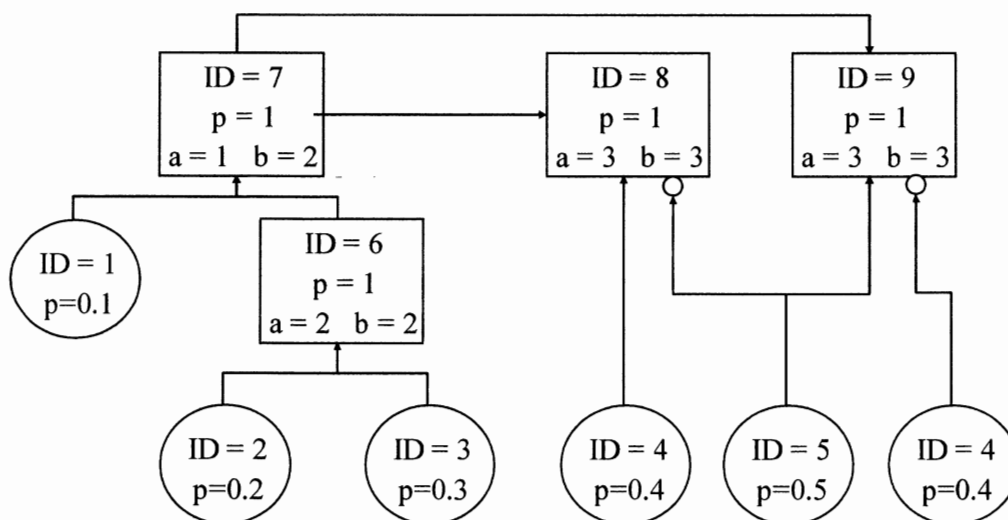 ID = 7
p = 1
a = 1 b = 2
ID = 8
p = 1
a = 3 b = 3
ID = 9
p = 1
a = 3 b = 3
ID = 1
p=0.1
ID = 6
p = 1
a = 2 b = 2
ID = 2
p=0.2
ID = 3
p=0.3
ID = 4
p=0.4
ID = 5
p=0.5
ID = 4
p=0.4